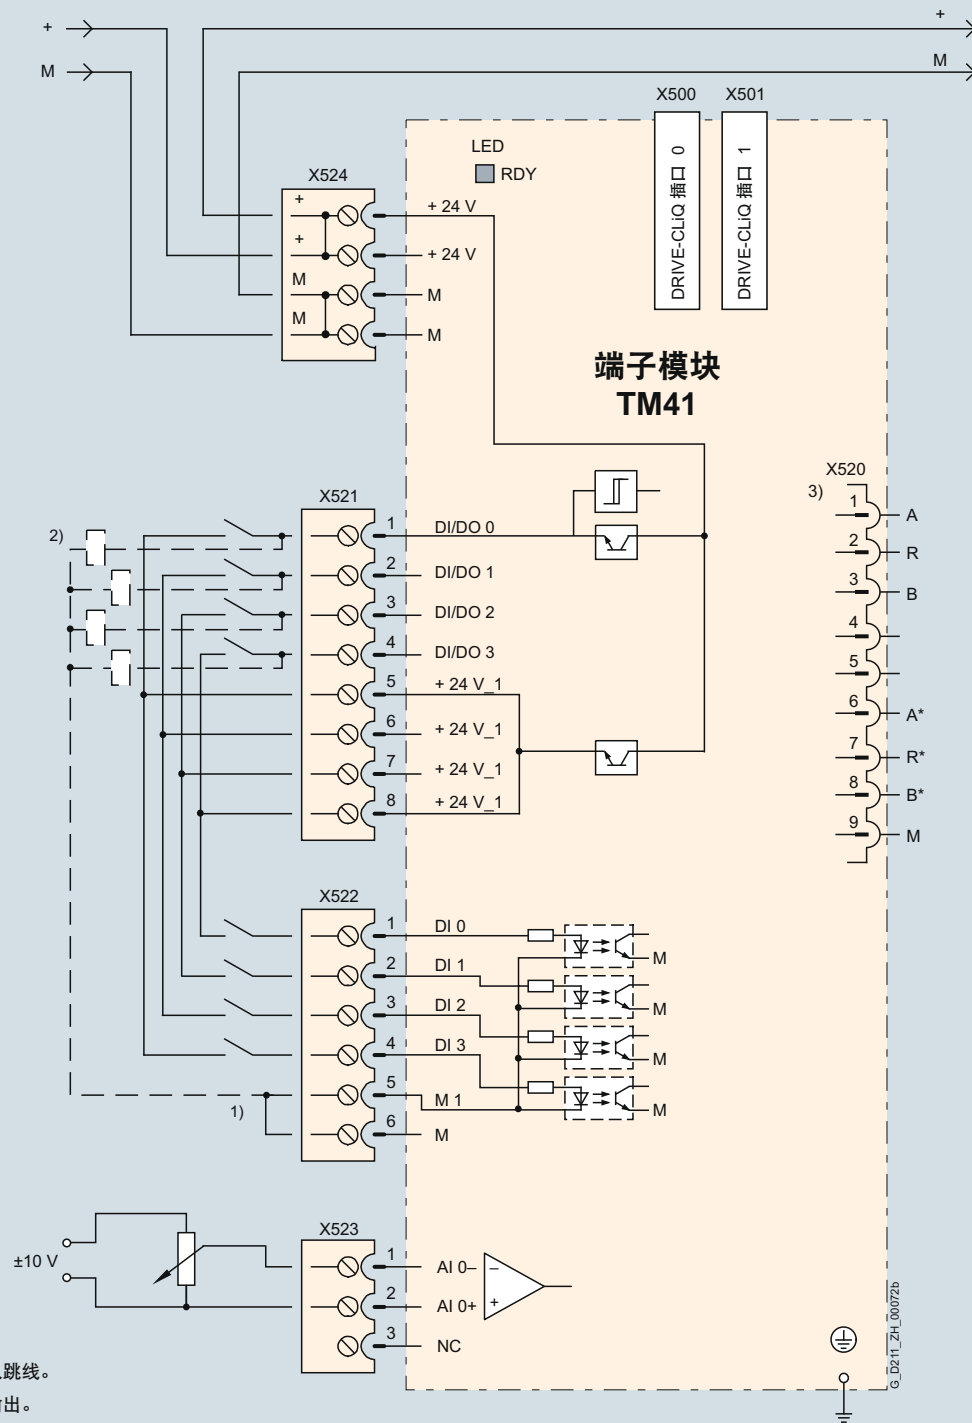 +
+
M
M
X500 X501
LED
RDY
DRIVE-CLiQ 插口 0
DRIVE-CLiQ 插口 1
X524
+
+ 24 V
+
+ 24 V
M
M
M
M
端子模块
TM41
X521
1 DI/DO 0
2 DI/DO 1
3 DI/DO 2
4 DI/DO 3
5 + 24 V_1
6 + 24 V_1
7 + 24 V_1
8 + 24 V_1
2)
X520
3)
1 A
2 R
3 B
4
5
6 A*
7 R*
8 B*
9 M
X522
1 DI 0
M
2 DI 1
M
3 DI 2
M
4 DI 3
M
5 M 1
6 M
1)
X523
±10 V
1 AI 0–
–
2 AI 0+
+
3 NC
G_D211_ZH_00072b
跳线。
出。